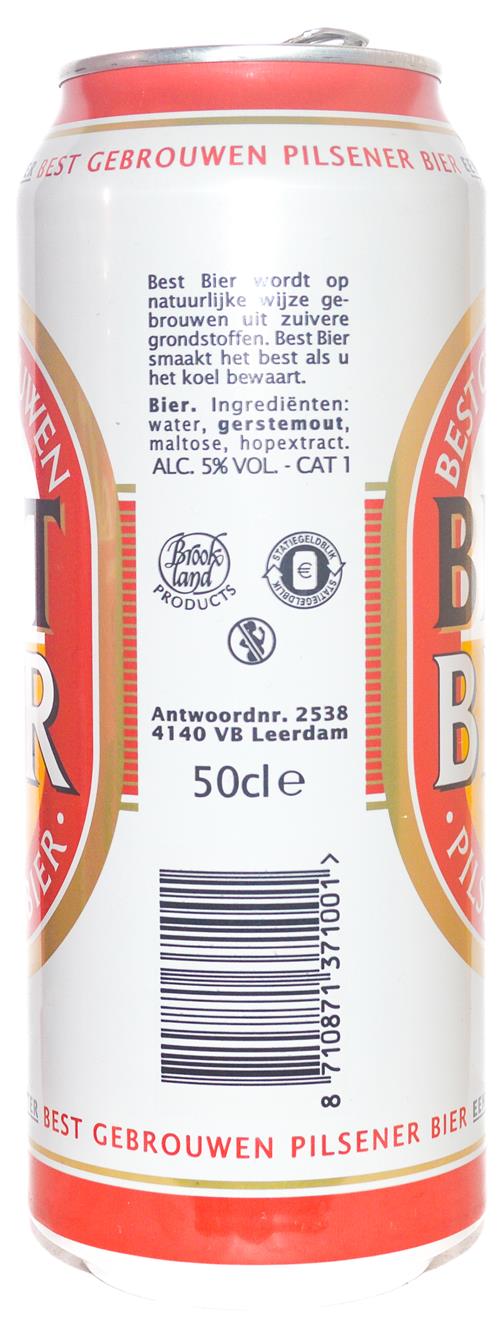 BEST GEBROUWEN PILSENER BIER
Best Bier wordt op
natuurlijke wijze ge-
brouwen uit zuivere
grondstoffen. Best Bier
smaakt het best als u
het koel bewaart.
Bier. Ingrediënten:
water, gerstemout,
maltose, hopextract.
ALC. 5% VOL. - CAT 1
Brook
land
PRODUCTS
STATIEGELDBLIK
€
STATIEGELDBLIK
Antwoordnr. 2538
4140 VB Leerdam
50cl e
8 710871 371001 >
BEST GEBROUWEN PILSENER BIER